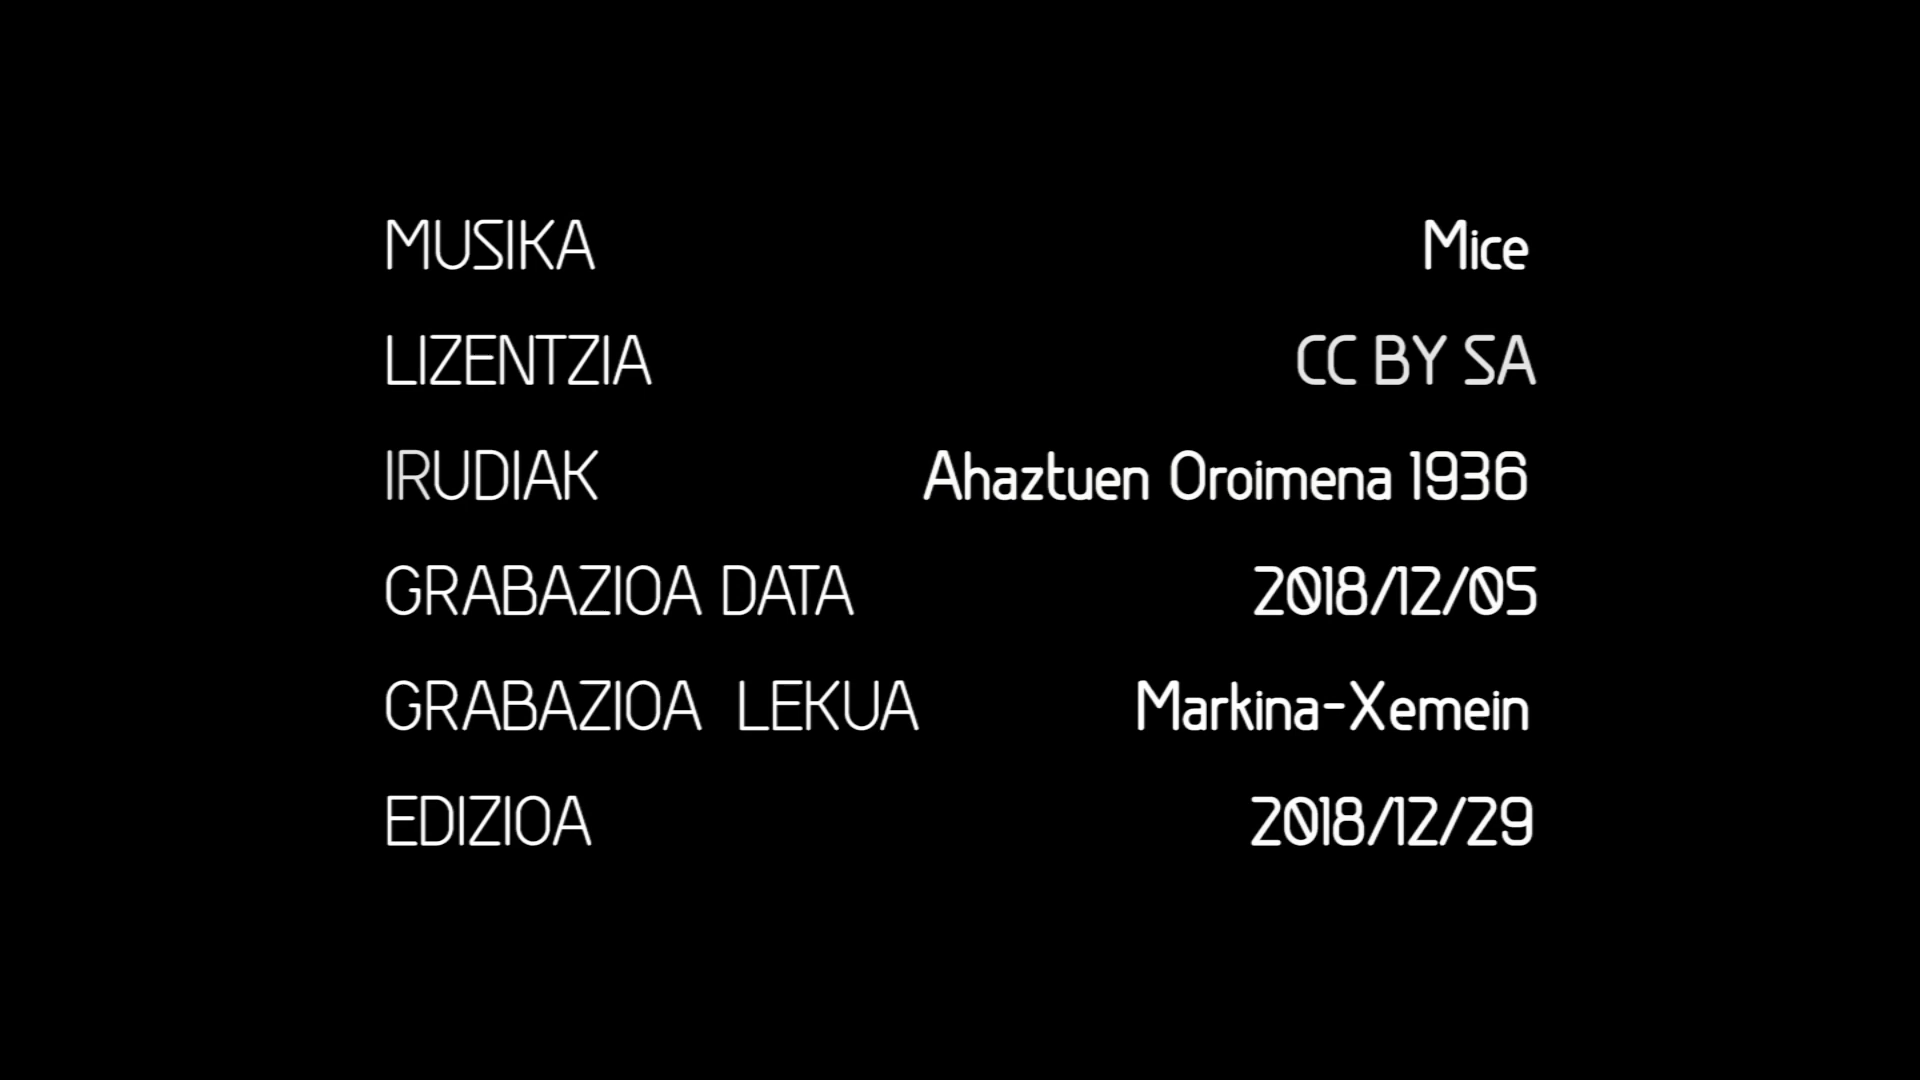 MUSIKA Mice
LIZENTZIA CC BY SA
IRUDIAK Ahaztuen Oroimena 1936
GRABAZIOA DATA 2018/12/05
GRABAZIOA LEKUA Markina-Xemein
EDIZIOA 2018/12/29